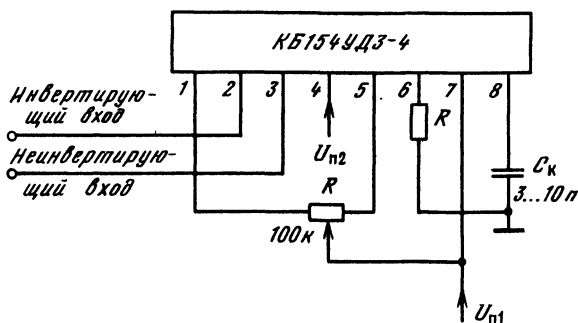 КБ154УД3-4
1 2 3 4 5 6 7 8
Инвертирую-
щий вход
Неинвертирую-
щий вход
Uп2
R
R
100к
Cк
3...10п
Uп1